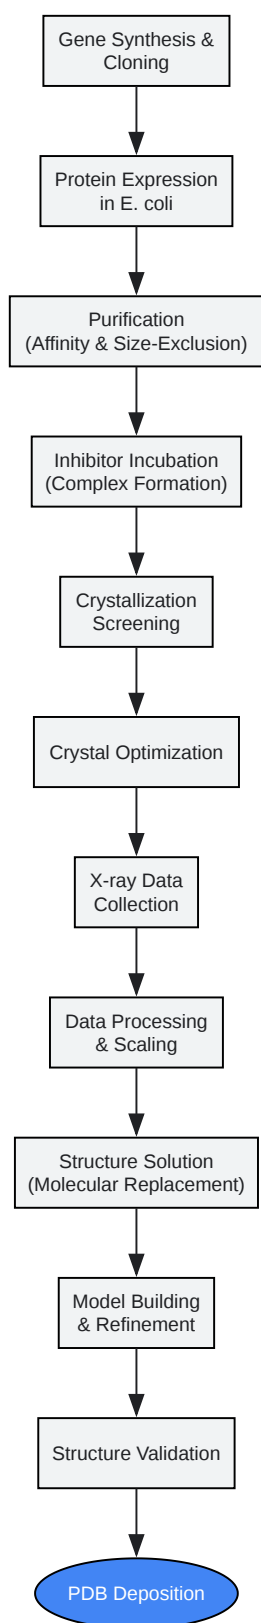 Gene Synthesis &
Cloning
Protein Expression
in E. coli
Purification
(Affinity & Size-Exclusion)
Inhibitor Incubation
(Complex Formation)
Crystallization
Screening
Crystal Optimization
X-ray Data
Collection
Data Processing
& Scaling
Structure Solution
(Molecular Replacement)
Model Building
& Refinement
Structure Validation
PDB Deposition